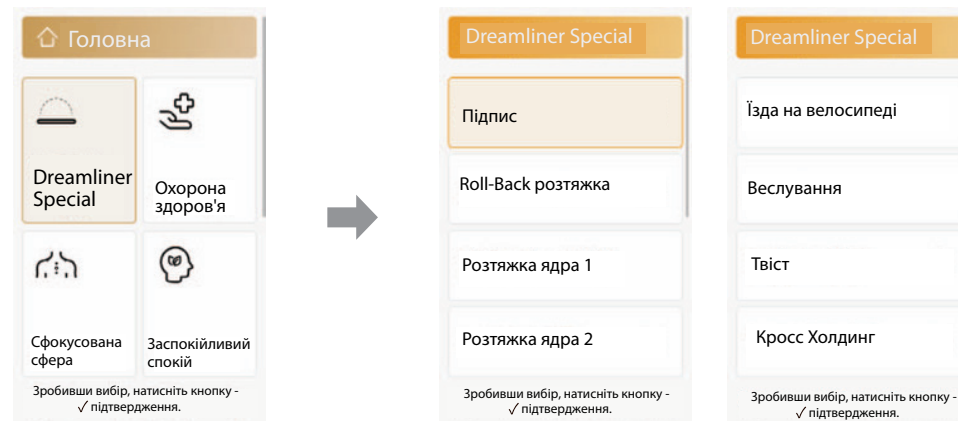 Головна
Dreamliner
Special
Охорона
здоров'я
Сфокусована
сфера
Заспокійливий
спокій
Зробивши вибір, натисніть кнопку -
✓ підтвердження.
Dreamliner Special
Підпис
Roll-Back розтяжка
Розтяжка ядра 1
Розтяжка ядра 2
Зробивши вибір, натисніть кнопку -
✓ підтвердження.
Dreamliner Special
Їзда на велосипеді
Веслування
Твіст
Кросс Холдинг
Зробивши вибір, натисніть кнопку -
✓ підтвердження.